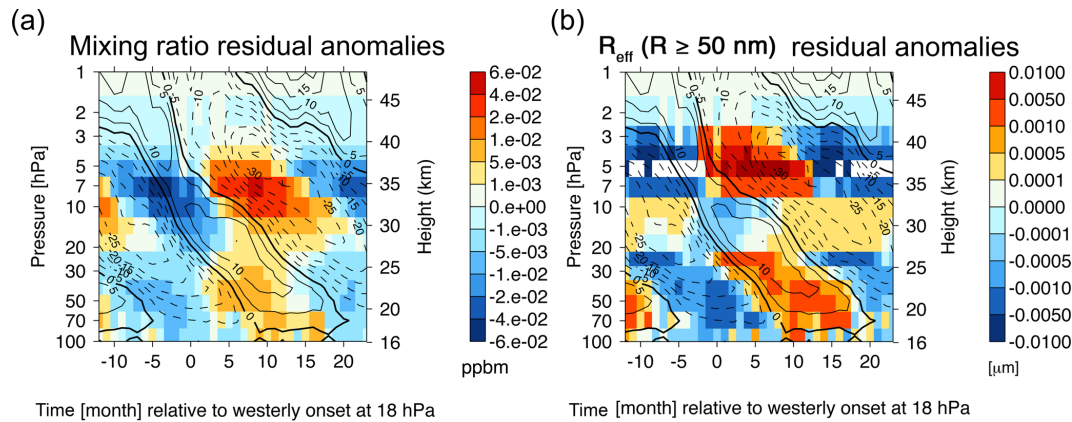 (a)
Mixing ratio residual anomalies
Pressure [hPa]
1
2
3
5
7
10
20
30
50
70
100
-10 -5 0 5 10 15 20
Height (km)
45
40
35
30
25
20
16
6.e-02
4.e-02
2.e-02
1.e-02
5.e-03
1.e-03
0.e+00
-1.e-03
-5.e-03
-1.e-02
-2.e-02
-4.e-02
-6.e-02
ppbm
Time [month] relative to westerly onset at 18 hPa
(b)
Reff (R ≥ 50 nm) residual anomalies
Pressure [hPa]
1
2
3
5
7
10
20
30
50
70
100
-10 -5 0 5 10 15 20
Height (km)
45
40
35
30
25
20
16
0.0100
0.0050
0.0010
0.0005
0.0001
0.0000
-0.0001
-0.0005
-0.0010
-0.0050
-0.0100
[μm]
Time [month] relative to westerly onset at 18 hPa